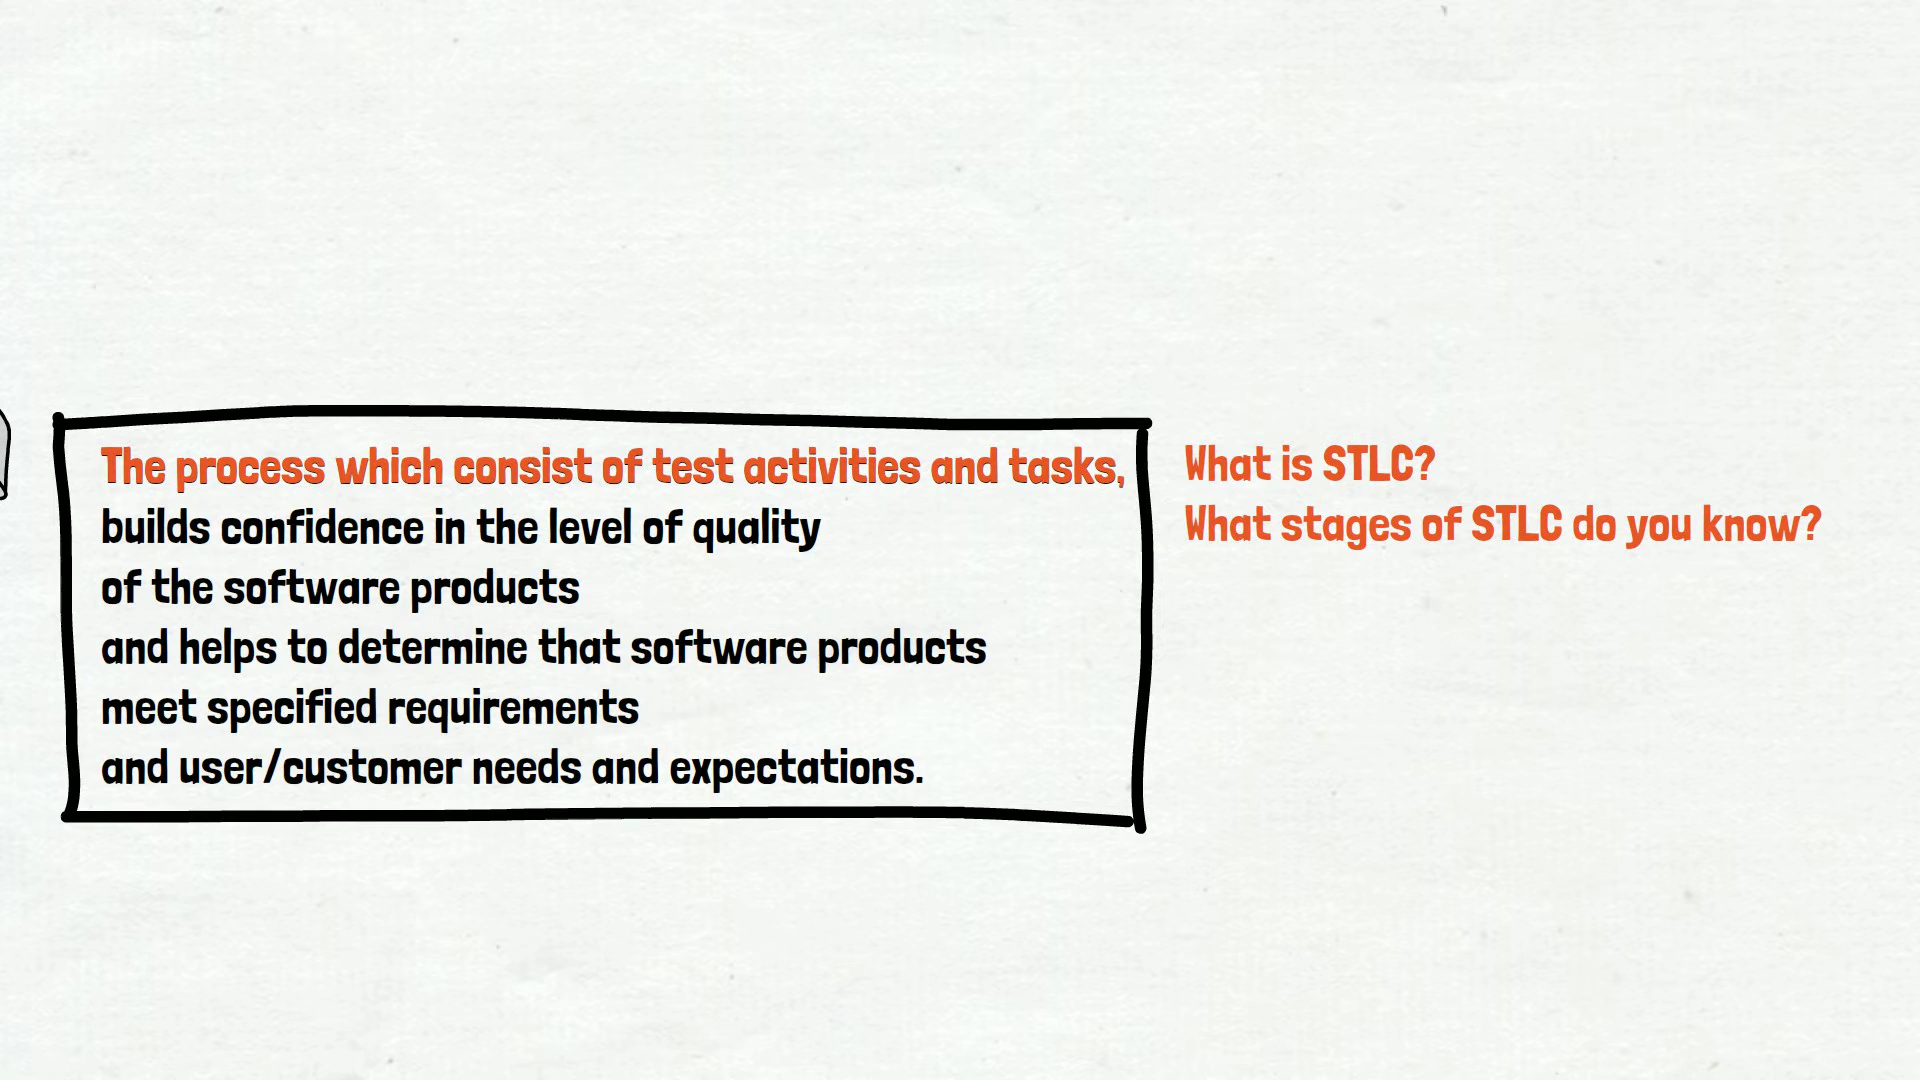 The process which consist of test activities and tasks,
builds confidence in the level of quality
of the software products
and helps to determine that software products
meet specified requirements
and user/customer needs and expectations.
What is STLC?
What stages of STLC do you know?